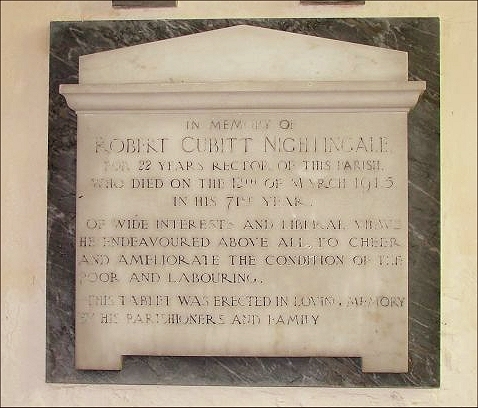 IN MEMORY OF
ROBERT CUBITT NIGHTINGALE
FOR 22 YEARS RECTOR OF THIS PARISH.
WHO DIED ON THE 12TH OF MARCH 1915
IN HIS 71ST YEAR.
OF WIDE INTERESTS AND LIBERAL VIEWS
HE ENDEAVOURED ABOVE ALL TO CHEER
AND AMELIORATE THE CONDITION OF THE
POOR AND LABOURING.
THIS TABLET WAS ERECTED IN LOVING MEMORY
BY HIS PARISHIONERS AND FAMILY